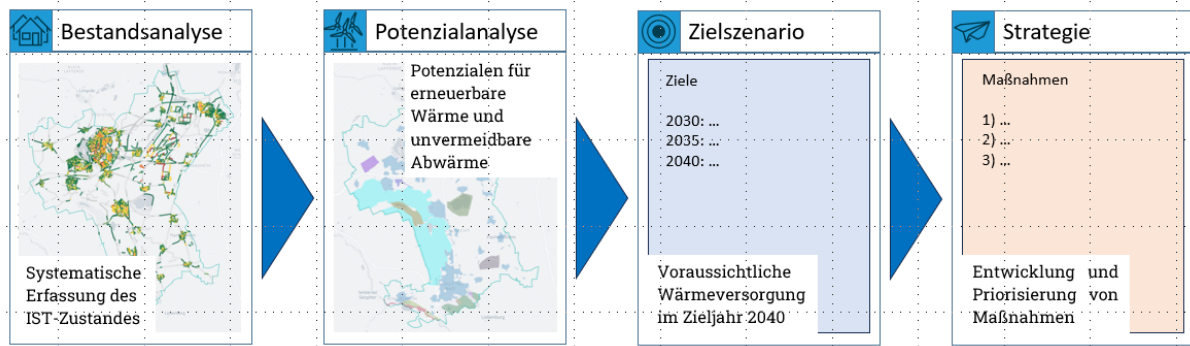 Bestandsanalyse
Systematische
Erfassung des
IST-Zustandes
Potenzialanalyse
Potenzialen für
erneuerbare
Wärme und
unvermeidbare
Abwärme
Zielszenario
Ziele
2030: ...
2035: ...
2040: ...
Voraussichtliche
Wärmeversorgung
im Zieljahr 2040
Strategie
Maßnahmen
1) ...
2) ...
3) ...
Entwicklung und
Priorisierung von
Maßnahmen